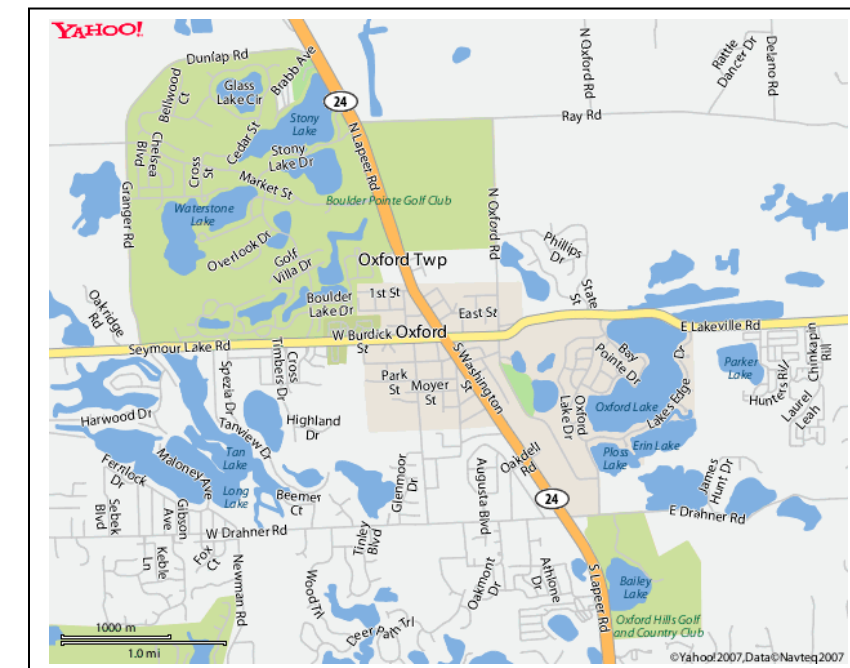 YAHOO!
Dunlap Rd
Brabb Ave
N Oxford Rd
Rattle
Dancer Dr
Delano Rd
Bellwood
Ct
Glass
Lake Cir
24
Ray Rd
Stony
Lake
Cedar St
Chelsea
Blvd
Cross
St
Stony
Lake Dr
N Lapeer Rd
Market St
Granger Rd
Boulder Pointe Golf Club
N Oxford Rd
Waterstone
Lake
Overlook Dr
Golf
Villa Dr
Oxford Twp
Phillips
Dr
State
St
Oakridge
Rd
Boulder
Lake Dr
1st St
East St
E Lakeville Rd
W Burdick
St
Oxford
Seymour Lake Rd
Cross
Timbers Dr
S Washington
St
Bay
Pointe Dr
Parker
Lake
Chinkapin
Rill
Hunters Rill
Laurel
Leah
Spezia Dr
Park
St
Moyer
St
Oxford
Lake Dr
Oxford Lake
Lakes Edge
Dr
Harwood Dr
Highland
Dr
Tanview Dr
Tan
Lake
Erin Lake
Ploss
Lake
Oakdell
Rd
Fernlock
Dr
Maloney Ave
Long
Lake
Beemer
Ct
Glenmoor
Dr
Augusta Blvd
James
Hunt Dr
24
Sebek
Blvd
Gibson
Ave
W Drahner Rd
E Drahner Rd
Tinley
Blvd
Keble
Ln
Fox
Ct
Newman Rd
Wood Trl
Oakmont
Dr
Athlone
Dr
S Lapeer Rd
Bailey
Lake
Deer Path Trl
Oxford Hills Golf
and Country Club
1000 m
1.0 mi
©Yahoo!2007,Data©Navteq2007